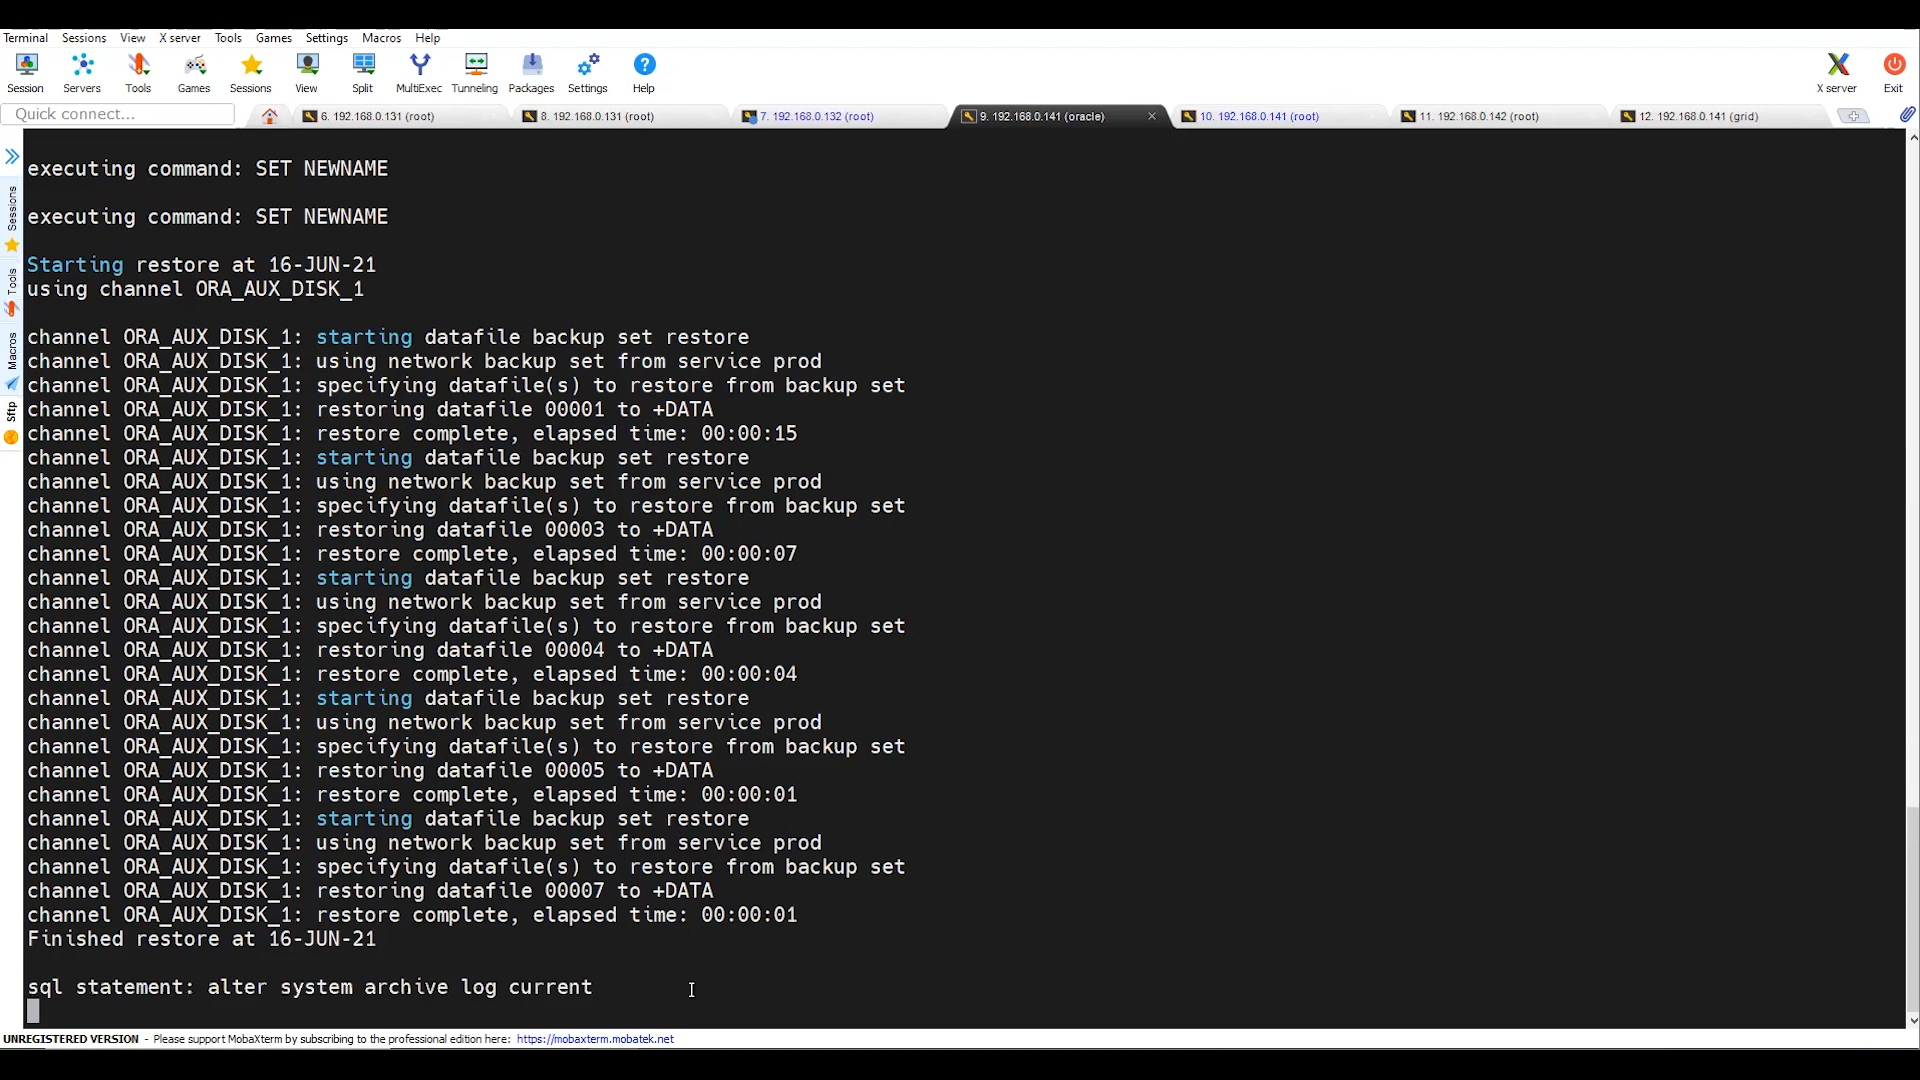 Terminal Sessions View X server Tools Games Settings Macros Help
Session Servers Tools Games Sessions View Split MultiExec Tunneling Packages Settings Help X server Exit
Quick connect... 6. 192.168.0.131 (root) 8. 192.168.0.131 (root) 7. 192.168.0.132 (root) 9. 192.168.0.141 (oracle) 10. 192.168.0.141 (root) 11. 192.168.0.142 (root) 12. 192.168.0.141 (grid)
Sessions
Tools
Macros
Sftp
executing command: SET NEWNAME
executing command: SET NEWNAME
Starting restore at 16-JUN-21
using channel ORA_AUX_DISK_1
channel ORA_AUX_DISK_1: starting datafile backup set restore
channel ORA_AUX_DISK_1: using network backup set from service prod
channel ORA_AUX_DISK_1: specifying datafile(s) to restore from backup set
channel ORA_AUX_DISK_1: restoring datafile 00001 to +DATA
channel ORA_AUX_DISK_1: restore complete, elapsed time: 00:00:15
channel ORA_AUX_DISK_1: starting datafile backup set restore
channel ORA_AUX_DISK_1: using network backup set from service prod
channel ORA_AUX_DISK_1: specifying datafile(s) to restore from backup set
channel ORA_AUX_DISK_1: restoring datafile 00003 to +DATA
channel ORA_AUX_DISK_1: restore complete, elapsed time: 00:00:07
channel ORA_AUX_DISK_1: starting datafile backup set restore
channel ORA_AUX_DISK_1: using network backup set from service prod
channel ORA_AUX_DISK_1: specifying datafile(s) to restore from backup set
channel ORA_AUX_DISK_1: restoring datafile 00004 to +DATA
channel ORA_AUX_DISK_1: restore complete, elapsed time: 00:00:04
channel ORA_AUX_DISK_1: starting datafile backup set restore
channel ORA_AUX_DISK_1: using network backup set from service prod
channel ORA_AUX_DISK_1: specifying datafile(s) to restore from backup set
channel ORA_AUX_DISK_1: restoring datafile 00005 to +DATA
channel ORA_AUX_DISK_1: restore complete, elapsed time: 00:00:01
channel ORA_AUX_DISK_1: starting datafile backup set restore
channel ORA_AUX_DISK_1: using network backup set from service prod
channel ORA_AUX_DISK_1: specifying datafile(s) to restore from backup set
channel ORA_AUX_DISK_1: restoring datafile 00007 to +DATA
channel ORA_AUX_DISK_1: restore complete, elapsed time: 00:00:01
Finished restore at 16-JUN-21
sql statement: alter system archive log current
UNREGISTERED VERSION - Please support MobaXterm by subscribing to the professional edition here: https://mobaxterm.mobatek.net